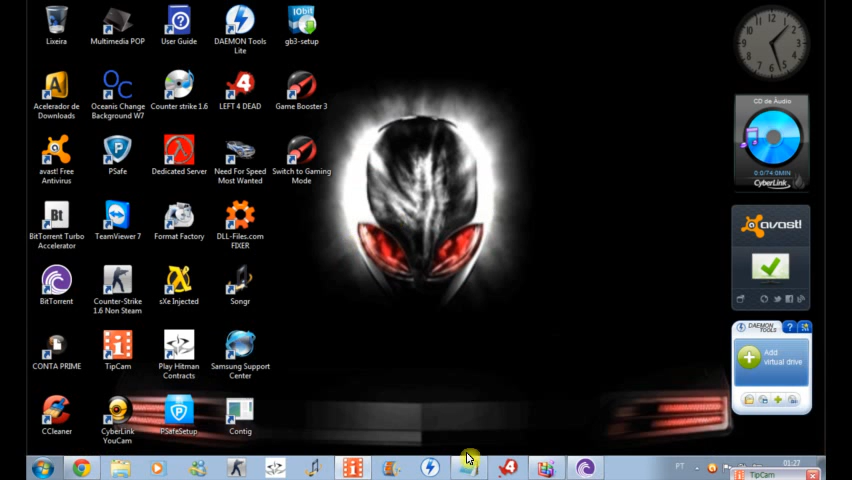 Lixeira
Multimedia POP
User Guide
DAEMON Tools
Lite
IObit
gb3-setup
Acelerador de
Downloads
Oceanis Change
Background W7
Counter strike 1.6
LEFT 4 DEAD
Game Booster 3
avast! Free
Antivirus
PSafe
Dedicated Server
Need For Speed
Most Wanted
Switch to Gaming
Mode
Bt
BitTorrent Turbo
Accelerator
TeamViewer 7
Format Factory
DLL-Files.com
FIXER
BitTorrent
Counter-Strike
1.6 Non Steam
sXe Injected
Songr
CONTA PRIME
TipCam
Play Hitman
Contracts
Samsung Support
Center
CCleaner
CyberLink
YouCam
PSafeSetup
Contig
CD de Áudio
0.0/74.0MIN
CyberLink
avast!
DAEMON
TOOLS
Add
virtual drive
PT
01:27
TipCam